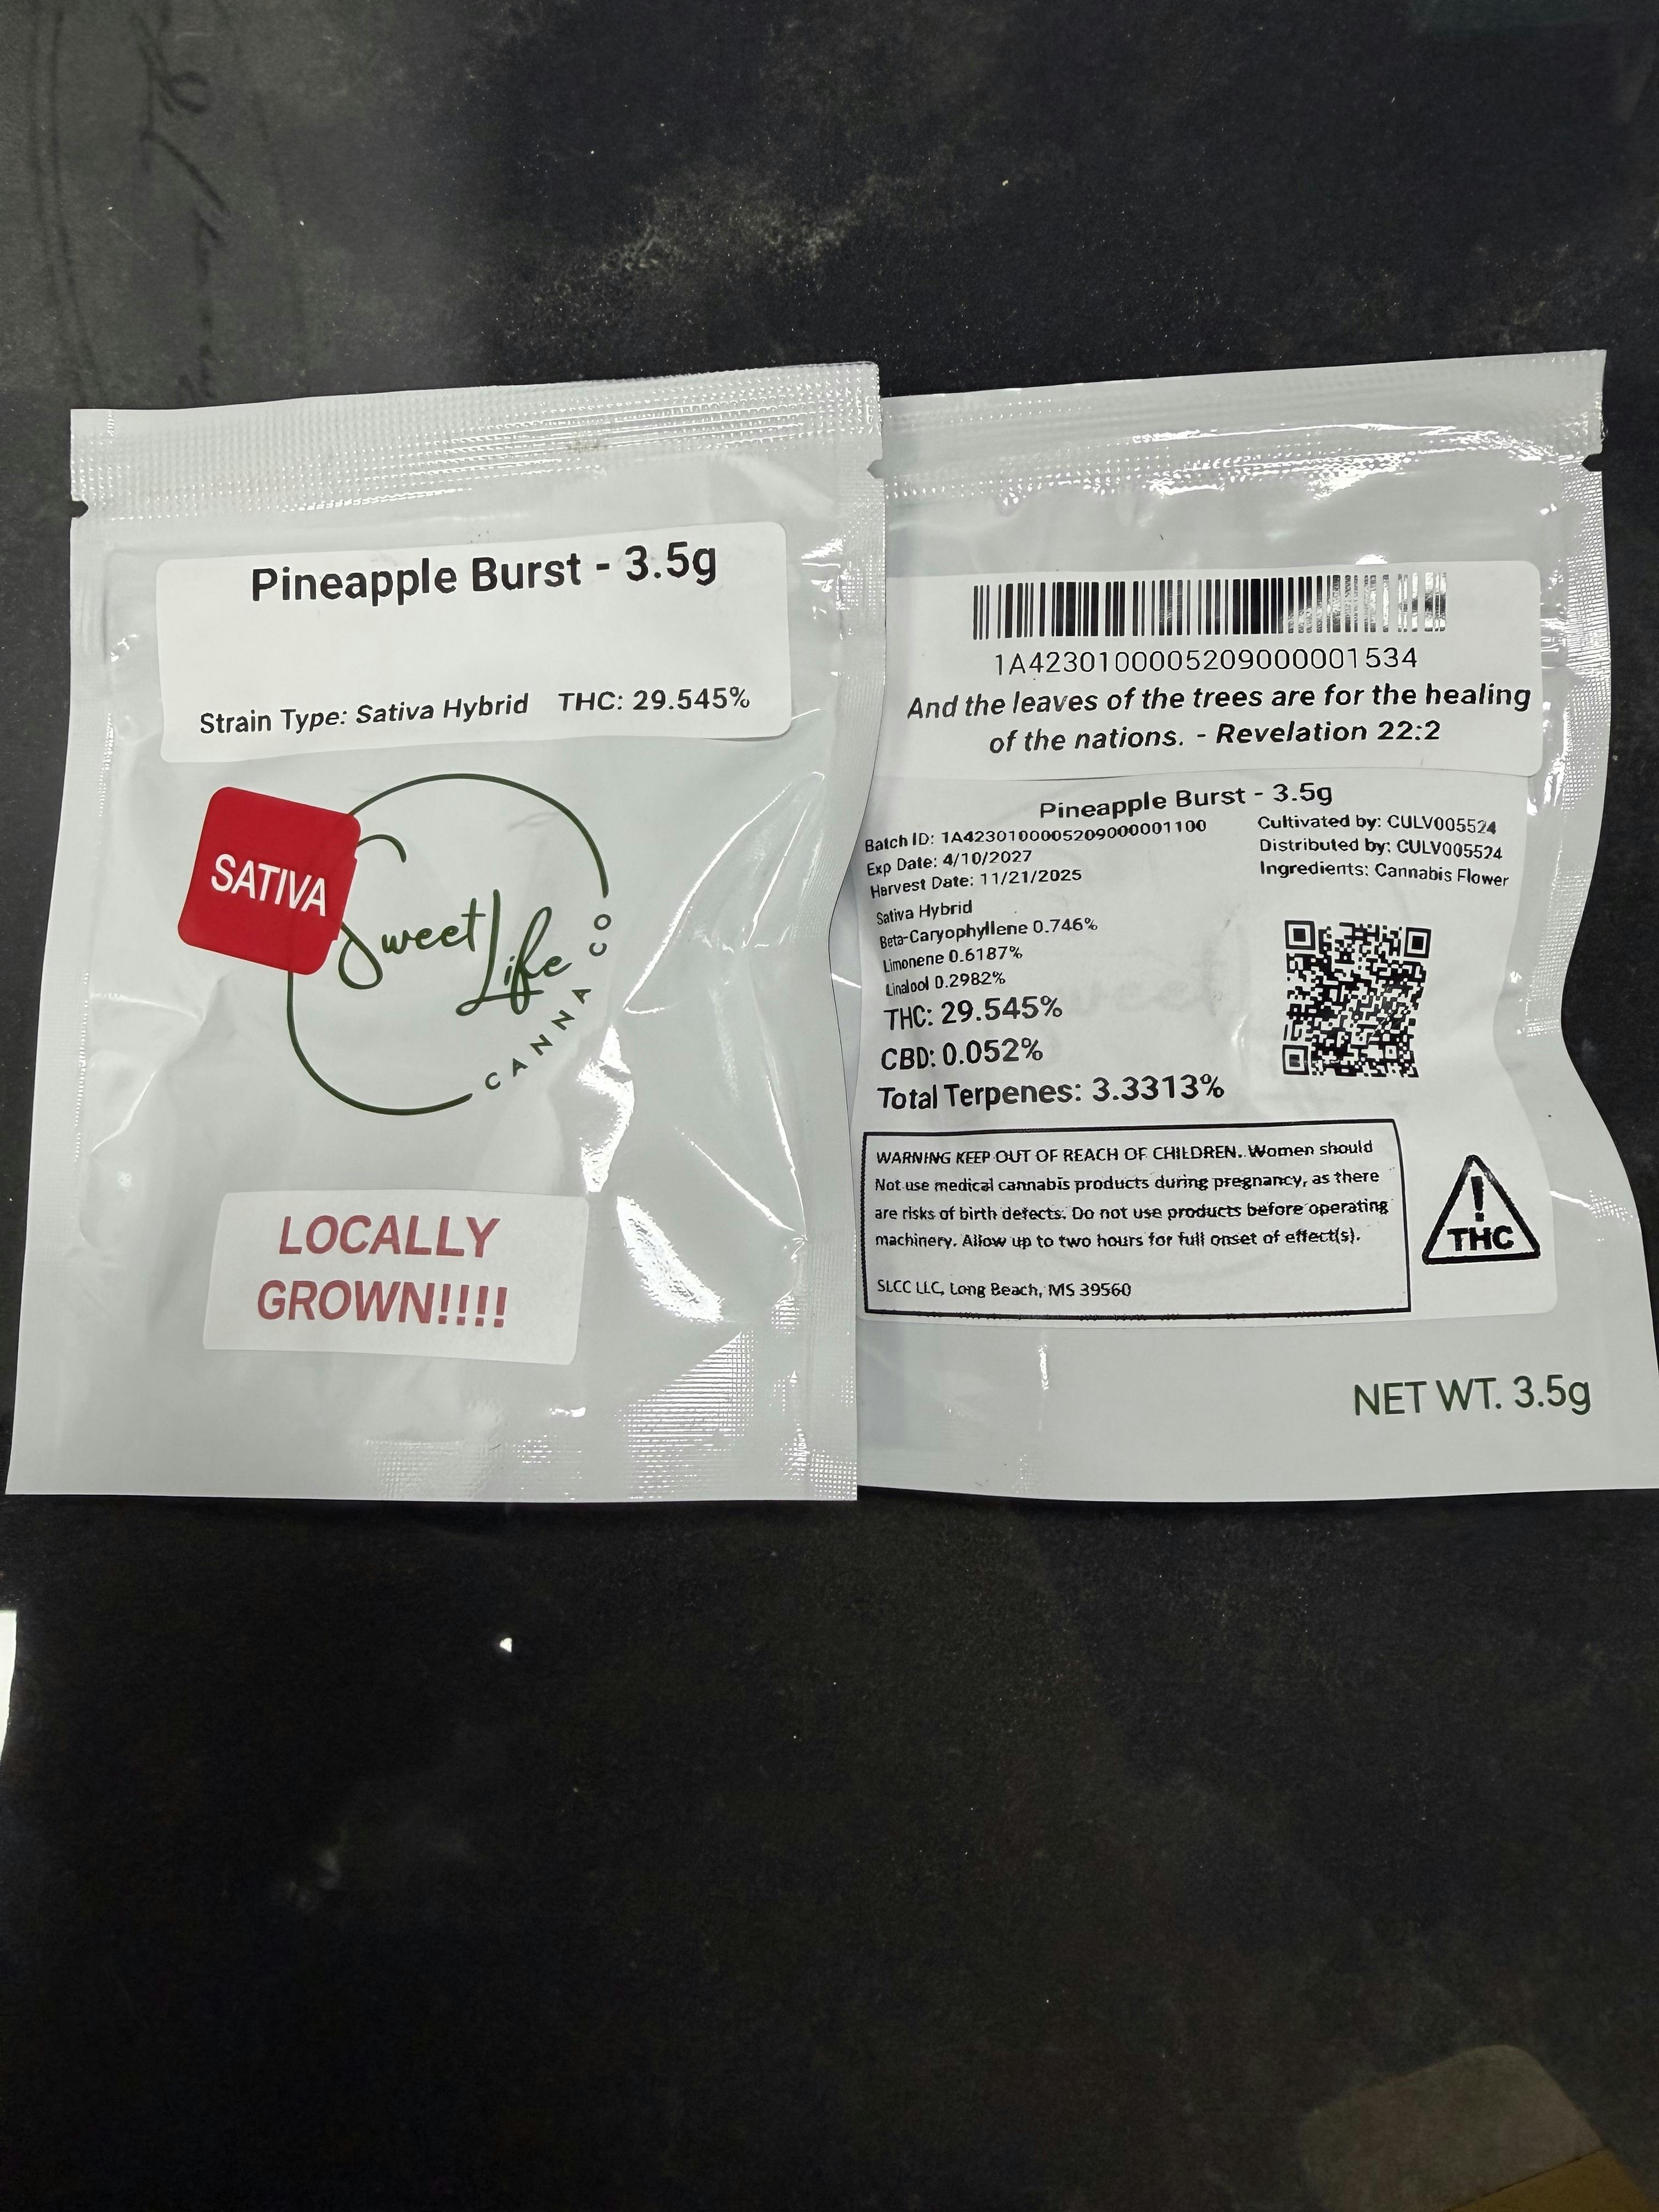 Pineapple Burst - 3.5g
Strain Type: Sativa Hybrid THC: 29.545%
SATIVA
Sweet Life
CANNA CO
LOCALLY
GROWN!!!!
1A4230100005209000001534
And the leaves of the trees are for the healing
of the nations. - Revelation 22:2
Pineapple Burst - 3.5g
Batch ID: 1A4230100005209000001100
Exp Date: 4/10/2027
Harvest Date: 11/21/2025
Cultivated by: CULV005524
Distributed by: CULV005524
Ingredients: Cannabis Flower
Sativa Hybrid
Beta-Caryophyllene 0.746%
Limonene 0.6187%
Linalool 0.2982%
THC: 29.545%
CBD: 0.052%
Total Terpenes: 3.3313%
WARNING KEEP OUT OF REACH OF CHILDREN. Women should
Not use medical cannabis products during pregnancy, as there
are risks of birth defects. Do not use products before operating
machinery. Allow up to two hours for full onset of effect(s).
SLCC LLC, Long Beach, MS 39560
!
THC
NET WT. 3.5g